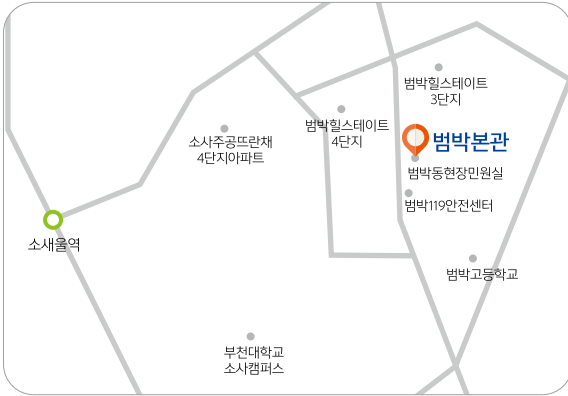 범박힐스테이트
3단지
범박힐스테이트
4단지
소사주공뜨란채
4단지아파트
범박본관
범박동현장민원실
범박119안전센터
소새울역
범박고등학교
부천대학교
소사캠퍼스